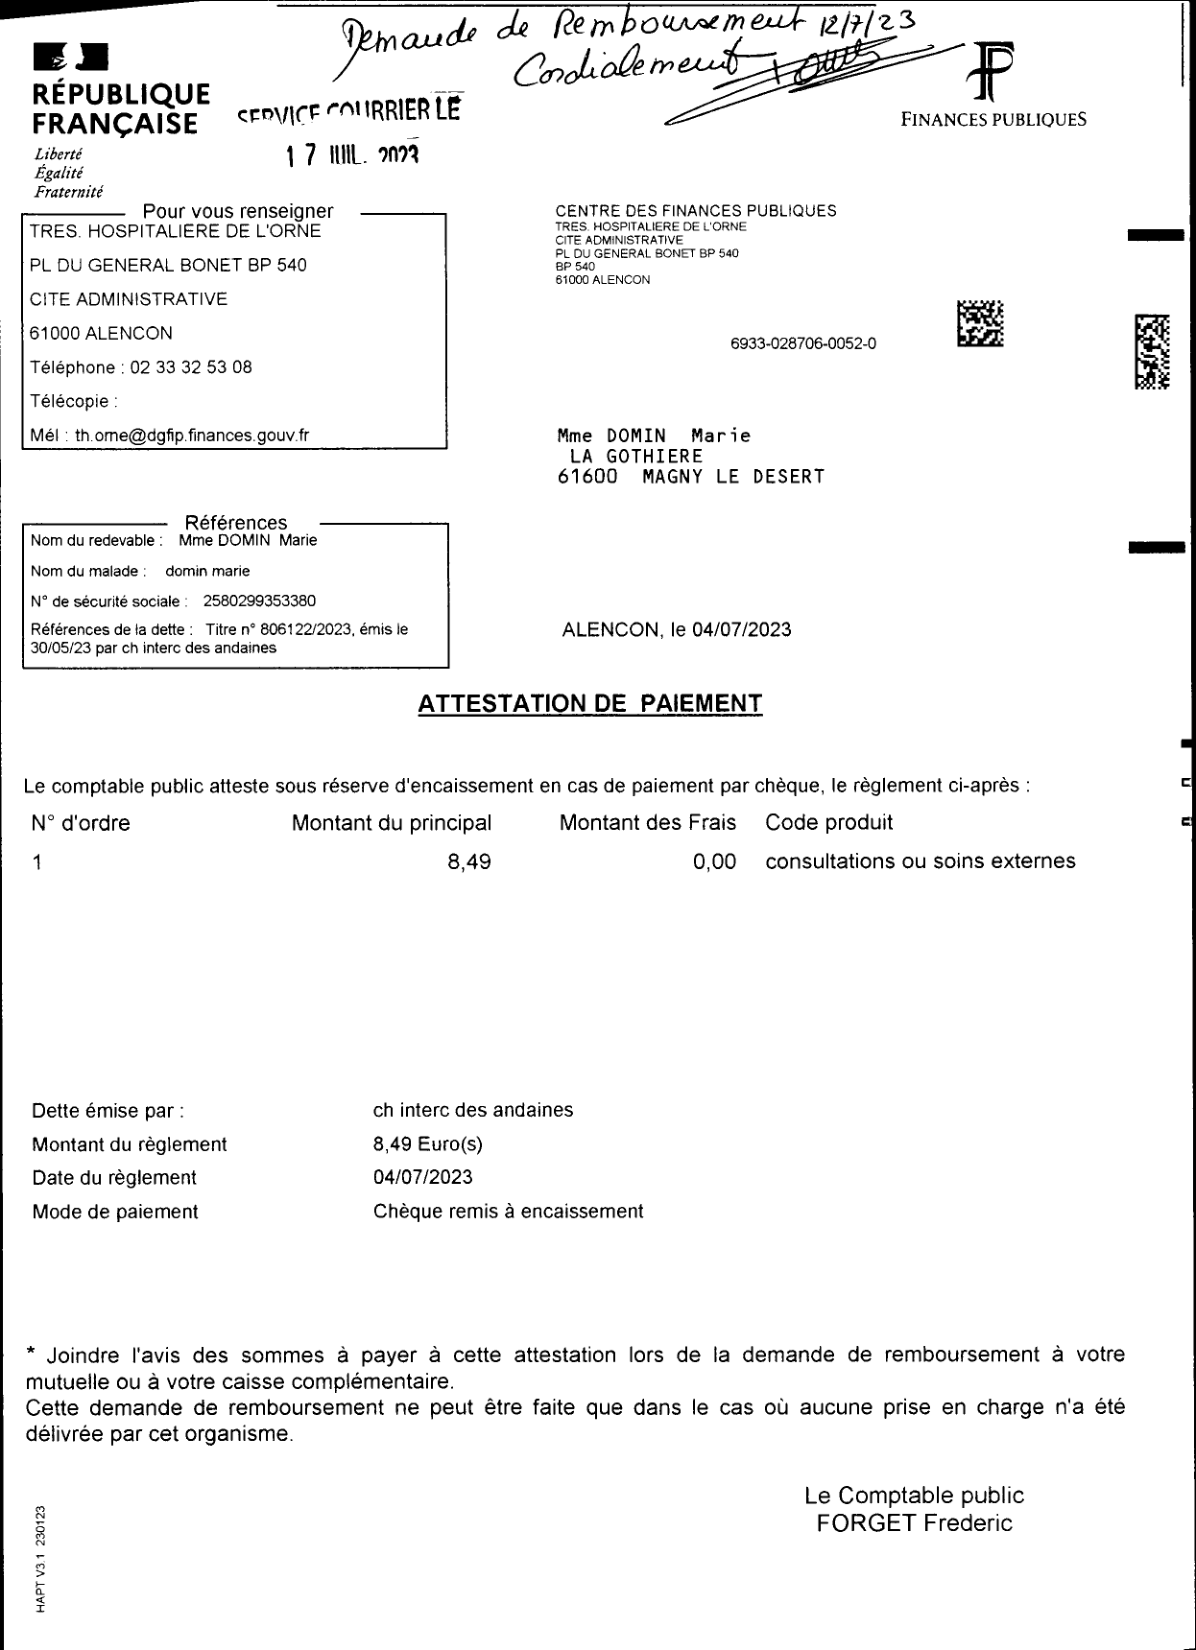 Demande de Remboursement 12/7/23
Cordialement
RÉPUBLIQUE
FRANÇAISE
Liberté
Égalité
Fraternité
SERVICE COURRIER LE
17 JUIL. 2023
FINANCES PUBLIQUES
Pour vous renseigner
TRES. HOSPITALIERE DE L'ORNE
PL DU GENERAL BONET BP 540
CITE ADMINISTRATIVE
61000 ALENCON
Téléphone : 02 33 32 53 08
Télécopie :
Mél : th.orne@dgfip.finances.gouv.fr
CENTRE DES FINANCES PUBLIQUES
TRES. HOSPITALIERE DE L'ORNE
CITE ADMINISTRATIVE
PL DU GENERAL BONET BP 540
BP 540
61000 ALENCON
6933-028706-0052-0
Mme DOMIN Marie
LA GOTHIERE
61600 MAGNY LE DESERT
Références
Nom du redevable : Mme DOMIN Marie
Nom du malade : domin marie
N° de sécurité sociale : 2580299353380
Références de la dette : Titre n° 806122/2023, émis le
30/05/23 par ch interc des andaines
ALENCON, le 04/07/2023
ATTESTATION DE PAIEMENT
Le comptable public atteste sous réserve d'encaissement en cas de paiement par chèque, le règlement ci-après :
N° d'ordre Montant du principal Montant des Frais Code produit
1 8,49 0,00 consultations ou soins externes
Dette émise par : ch interc des andaines
Montant du règlement 8,49 Euro(s)
Date du règlement 04/07/2023
Mode de paiement Chèque remis à encaissement
* Joindre l'avis des sommes à payer à cette attestation lors de la demande de remboursement à votre
mutuelle ou à votre caisse complémentaire.
Cette demande de remboursement ne peut être faite que dans le cas où aucune prise en charge n'a été
délivrée par cet organisme.
Le Comptable public
FORGET Frederic
HAPT V3.1 230123